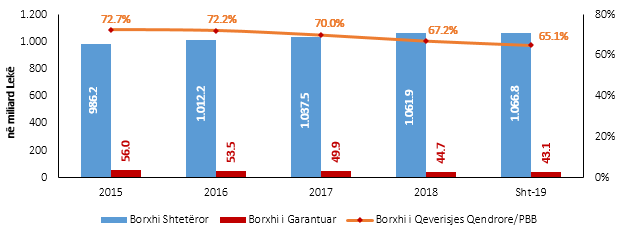 1.200 72.7% 72.2% 70.0% 67.2% 65.1% 80%
1.000
800 60%
600 40%
400
200 20%
0 0%
në miliard Lekë
986.2 56.0 1.012.2 53.5 1.037.5 49.9 1.061.9 44.7 1.066.8 43.1
2015 2016 2017 2018 Sht-19
Borxhi Shtetëror Borxhi i Garantuar Borxhi i Qeverisjes Qendrore/PBB